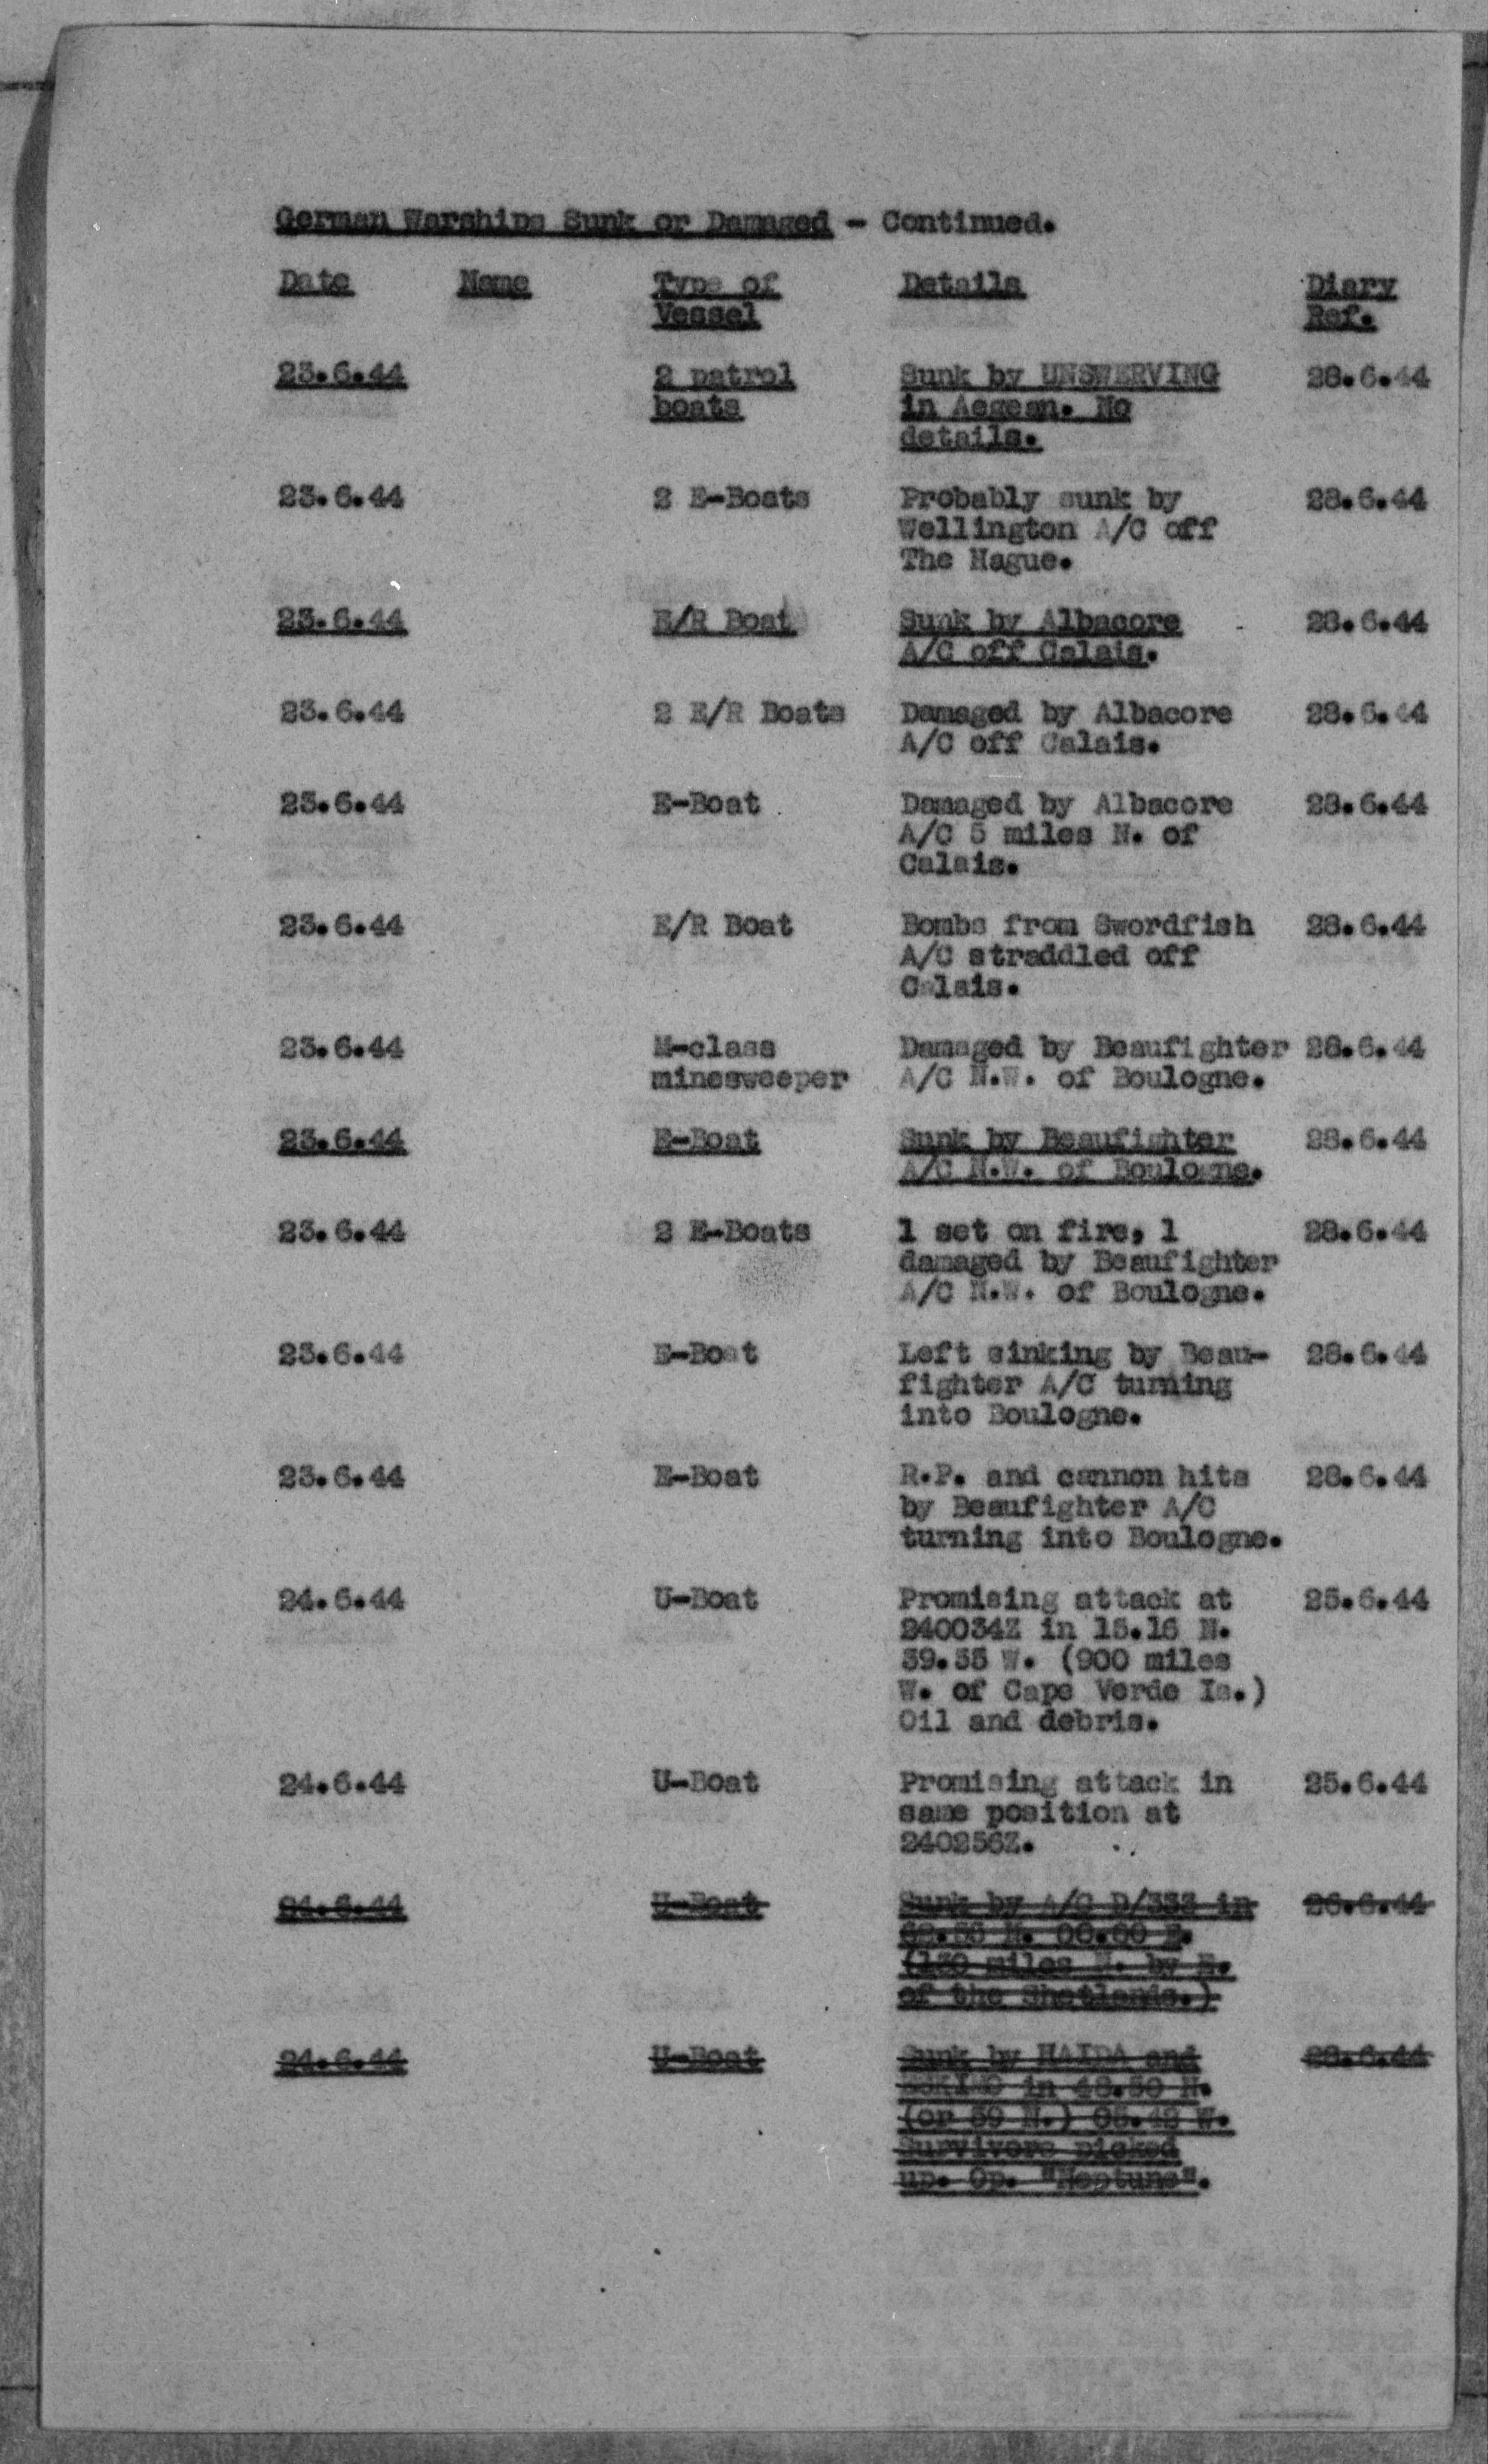 German Warships Sunk or Damaged - Continued.
Date Name Type of Vessel Details Diary Ref.
23.6.44 2 patrol Sunk by UNSWERVING 28.6.44
boats in Aegean. No
details.
23.6.44 2 E-Boats Probably sunk by 28.6.44
Wellington A/C off
The Hague.
23.6.44 E/R Boat Sunk by Albacore 28.6.44
A/C off Calais.
23.6.44 2 E/R Boats Damaged by Albacore 28.6.44
A/C off Calais.
23.6.44 E-Boat Damaged by Albacore 28.6.44
A/C 5 miles N. of
Calais.
23.6.44 E/R Boat Bombs from Swordfish 28.6.44
A/C straddled off
Calais.
23.6.44 M-class Damaged by Beaufighter 28.6.44
minesweeper A/C N.W. of Boulogne.
23.6.44 E-Boat Sunk by Beaufighter 28.6.44
A/C N.W. of Boulogne.
23.6.44 2 E-Boats 1 set on fire, 1 28.6.44
damaged by Beaufighter
A/C N.W. of Boulogne.
23.6.44 E-Boat Left sinking by Beau- 28.6.44
fighter A/C turning
into Boulogne.
23.6.44 E-Boat R.P. and cannon hits 28.6.44
by Beaufighter A/C
turning into Boulogne.
24.6.44 U-Boat Promising attack at 25.6.44
240034Z in 15.16 N.
39.35 W. (900 miles
W. of Cape Verde Is.)
Oil and debris.
24.6.44 U-Boat Promising attack in 25.6.44
same position at
240256Z.
24.6.44 U-Boat Sunk by A/C D/333 in 26.6.44
N.
(130 miles N. by E.
of the Shetlands.)
24.6.44 U-Boat Sunk by HAIDA and 28.6.44
ESKIMO in 48.50 N.
(or 59 N.) 05.42 W.
Survivors picked
up. Op. "Neptune".